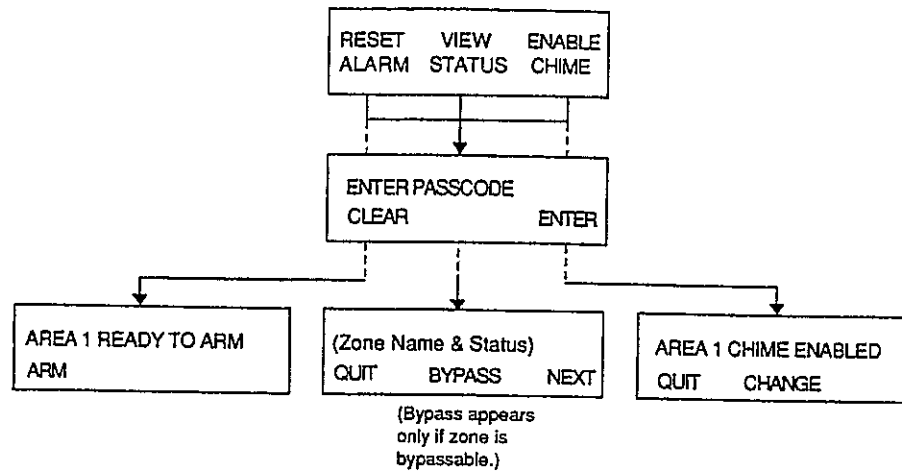 RESET VIEW ENABLE
ALARM STATUS CHIME
ENTER PASSCODE
CLEAR ENTER
AREA 1 READY TO ARM
ARM
(Zone Name & Status)
QUIT BYPASS NEXT
(Bypass appears
only if zone is
bypassable.)
AREA 1 CHIME ENABLED
QUIT CHANGE